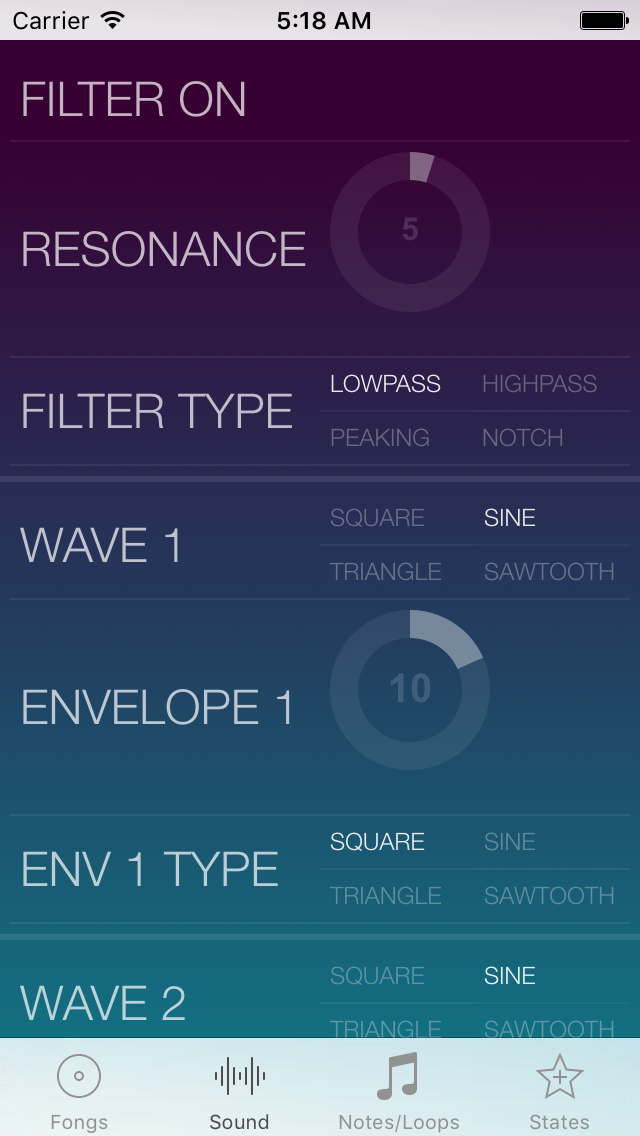 Carrier 5:18 AM
FILTER ON
RESONANCE 5
FILTER TYPE
LOWPASS HIGHPASS
PEAKING NOTCH
WAVE 1
SQUARE SINE
TRIANGLE SAWTOOTH
ENVELOPE 1 10
ENV 1 TYPE
SQUARE SINE
TRIANGLE SAWTOOTH
WAVE 2
SQUARE SINE
TRIANGLE SAWTOOTH
Fongs Sound Notes/Loops States